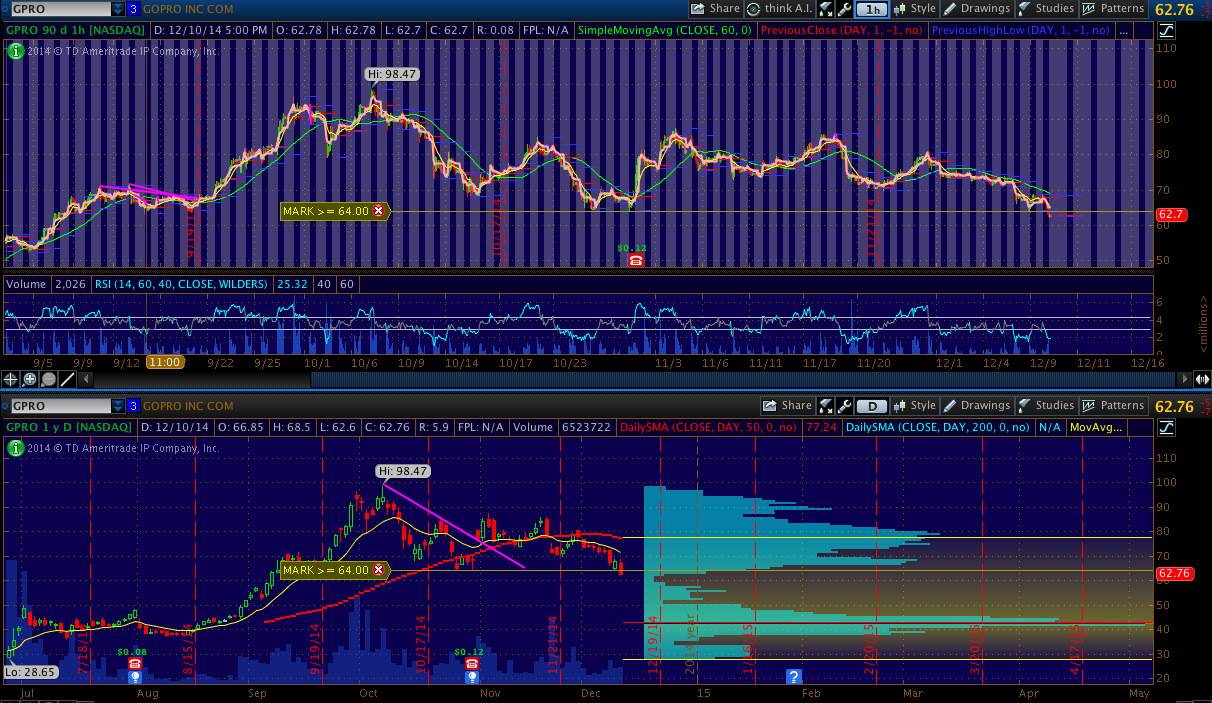 GPRO 3 GOPRO INC COM Share think A.I. 1h Style Drawings Studies Patterns 62.76 -5 -7
GPRO 90 d 1h [NASDAQ] D: 12/10/14 5:00 PM O: 62.78 H: 62.78 L: 62.7 C: 62.7 R: 0.08 FPL: N/A SimpleMovingAvg (CLOSE, 60, 0) PreviousClose (DAY, 1, -1, no) PreviousHighLow (DAY, 1, -1, no) ...
2014 © TD Ameritrade IP Company, Inc.
110
Hi: 98.47
100
90
80
70
MARK >= 64.00
62.7
60
50
9/19/14
10/17/14
11/21/14
$0.12
Volume 2,026 RSI (14, 60, 40, CLOSE, WILDERS) 25.32 40 60
6
4
2
0
<millions>
9/5 9/9 9/12 11:00 9/22 9/25 10/1 10/7 10/14 10/17 10/23 11/3 11/6 11/11 11/17 11/20 12/1 12/4 12/9 12/11 12/16
GPRO 3 GOPRO INC COM Share D Style Drawings Studies Patterns 62.76 -5 -7
GPRO 1 y D [NASDAQ] D: 12/10/14 O: 66.85 H: 68.5 L: 62.6 C: 62.76 R: 5.9 FPL: N/A Volume 6523722 DailySMA (CLOSE, DAY, 50, 0, no) 77.24 DailySMA (CLOSE, DAY, 200, 0, no) N/A MovAvg...
2014 © TD Ameritrade IP Company, Inc.
110
Hi: 98.47
100
90
80
70
MARK >= 64.00
62.76
50
40
30
20
7/18/14
8/15/14
9/19/14
10/17/14
11/21/14
12/19/14
2014 year
1/16/15
2/20/15
3/20/15
4/17/15
$0.08
$0.12
?
Lo: 28.65
Jul Aug Sep Oct Nov Dec 15 Feb Mar Apr May